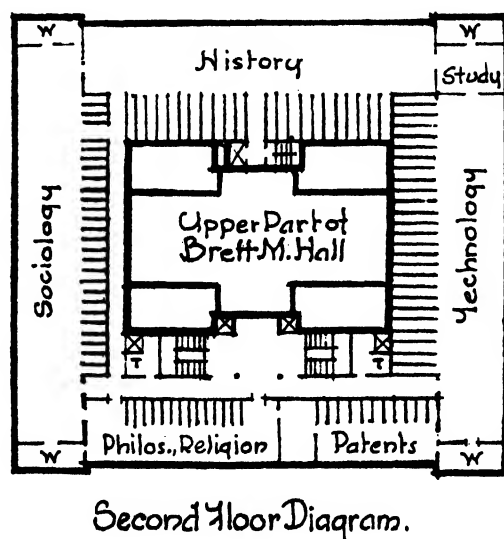 W
W
History
Study
Sociology
Technology
Upper Part of
Brett M. Hall
T
T
Philos., Religion
Patents
W
W
Second Floor Diagram.